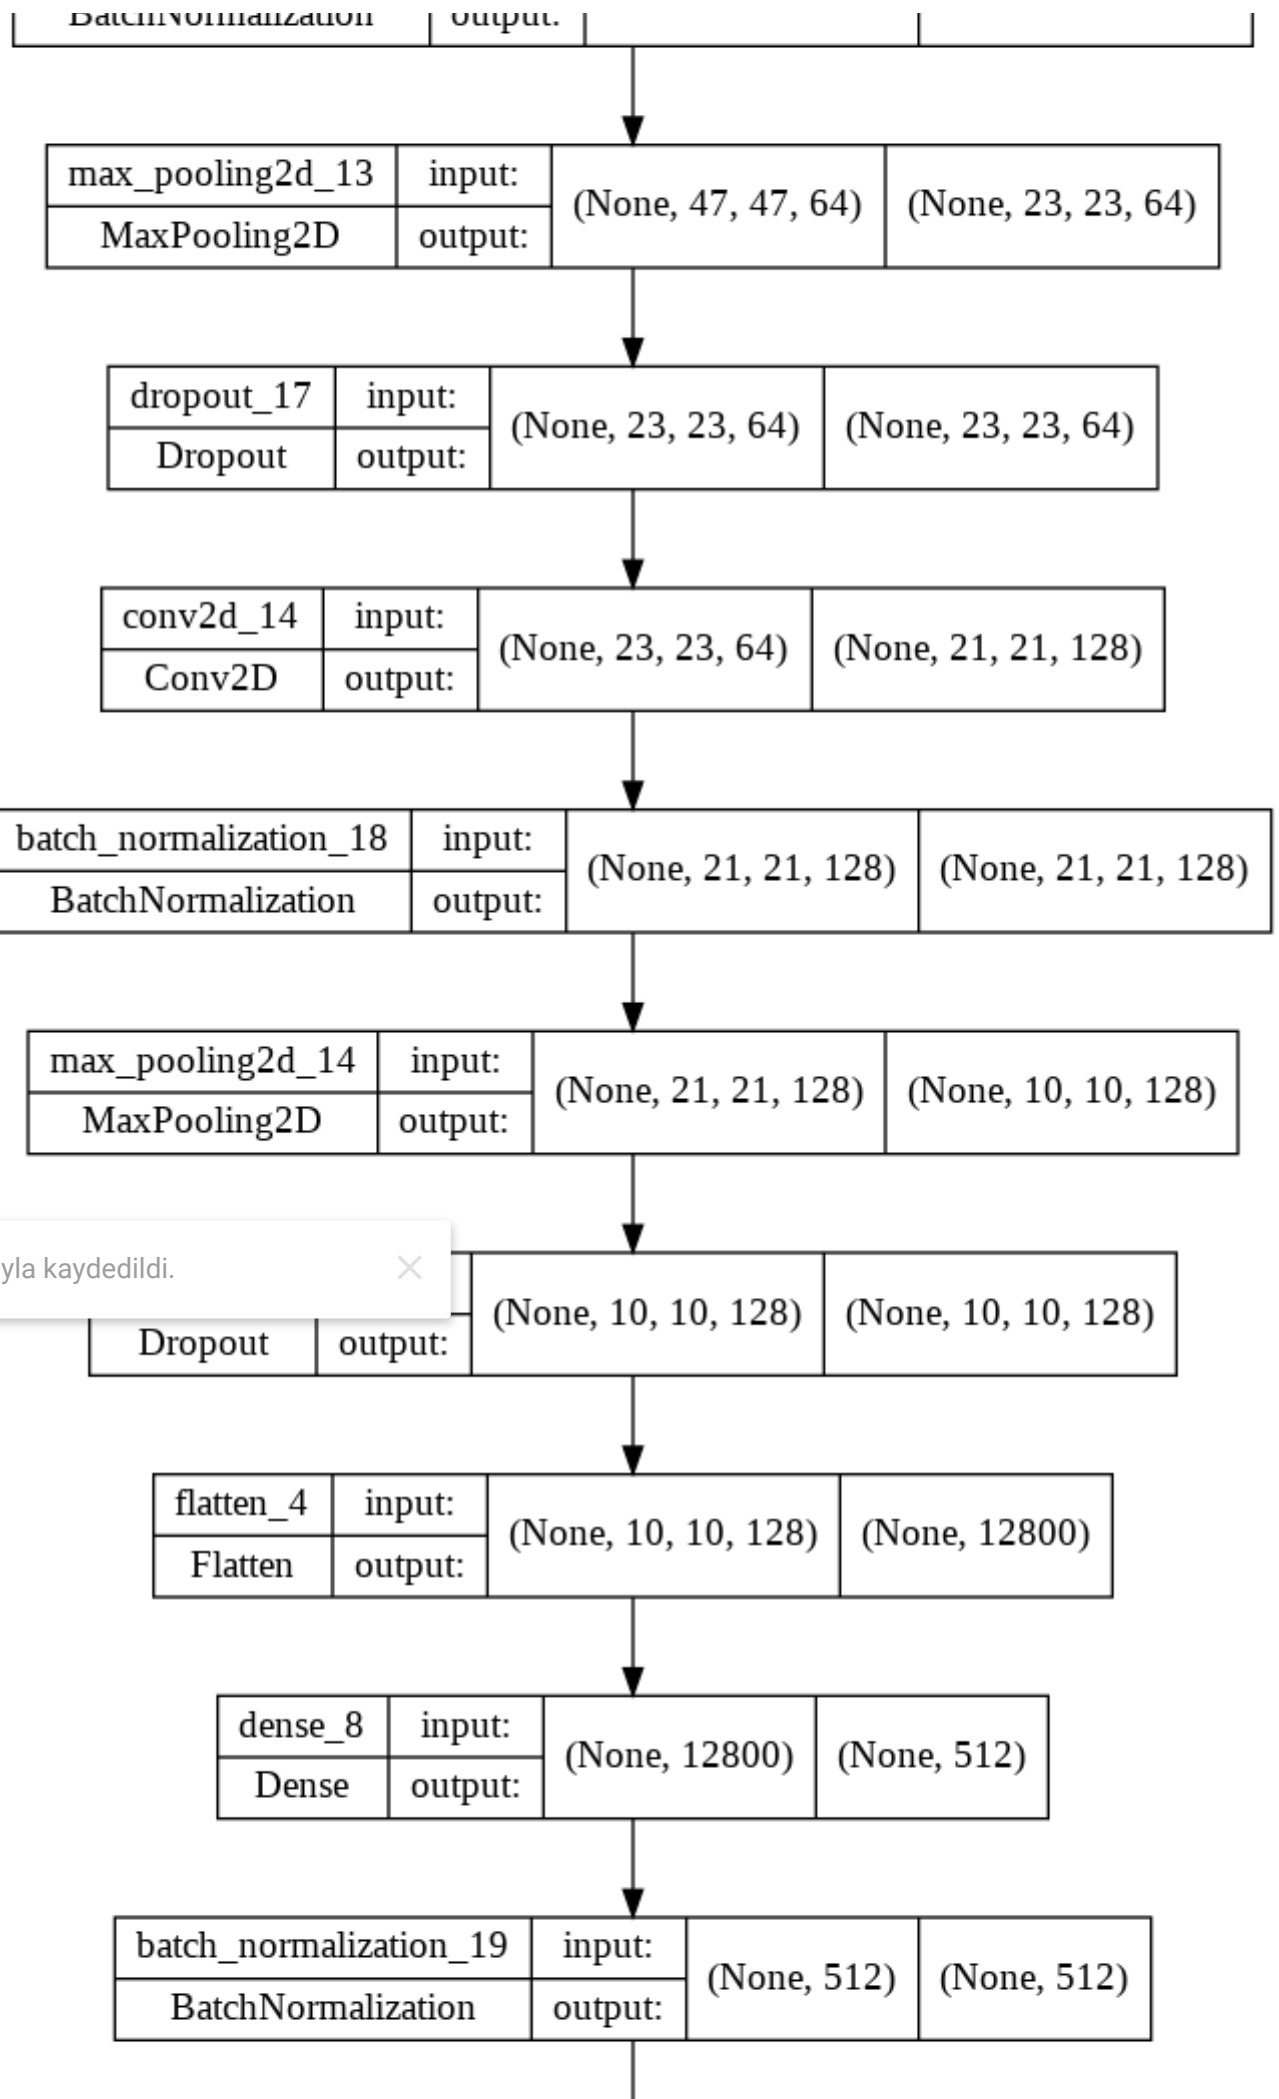 BatchNormalization output:
max_pooling2d_13 input:
MaxPooling2D output:
(None, 47, 47, 64) (None, 23, 23, 64)
dropout_17 input:
Dropout output:
(None, 23, 23, 64) (None, 23, 23, 64)
conv2d_14 input:
Conv2D output:
(None, 23, 23, 64) (None, 21, 21, 128)
batch_normalization_18 input:
BatchNormalization output:
(None, 21, 21, 128) (None, 21, 21, 128)
max_pooling2d_14 input:
MaxPooling2D output:
(None, 21, 21, 128) (None, 10, 10, 128)
yla kaydedildi.
Dropout output:
(None, 10, 10, 128) (None, 10, 10, 128)
flatten_4 input:
Flatten output:
(None, 10, 10, 128) (None, 12800)
dense_8 input:
Dense output:
(None, 12800) (None, 512)
batch_normalization_19 input:
BatchNormalization output:
(None, 512) (None, 512)